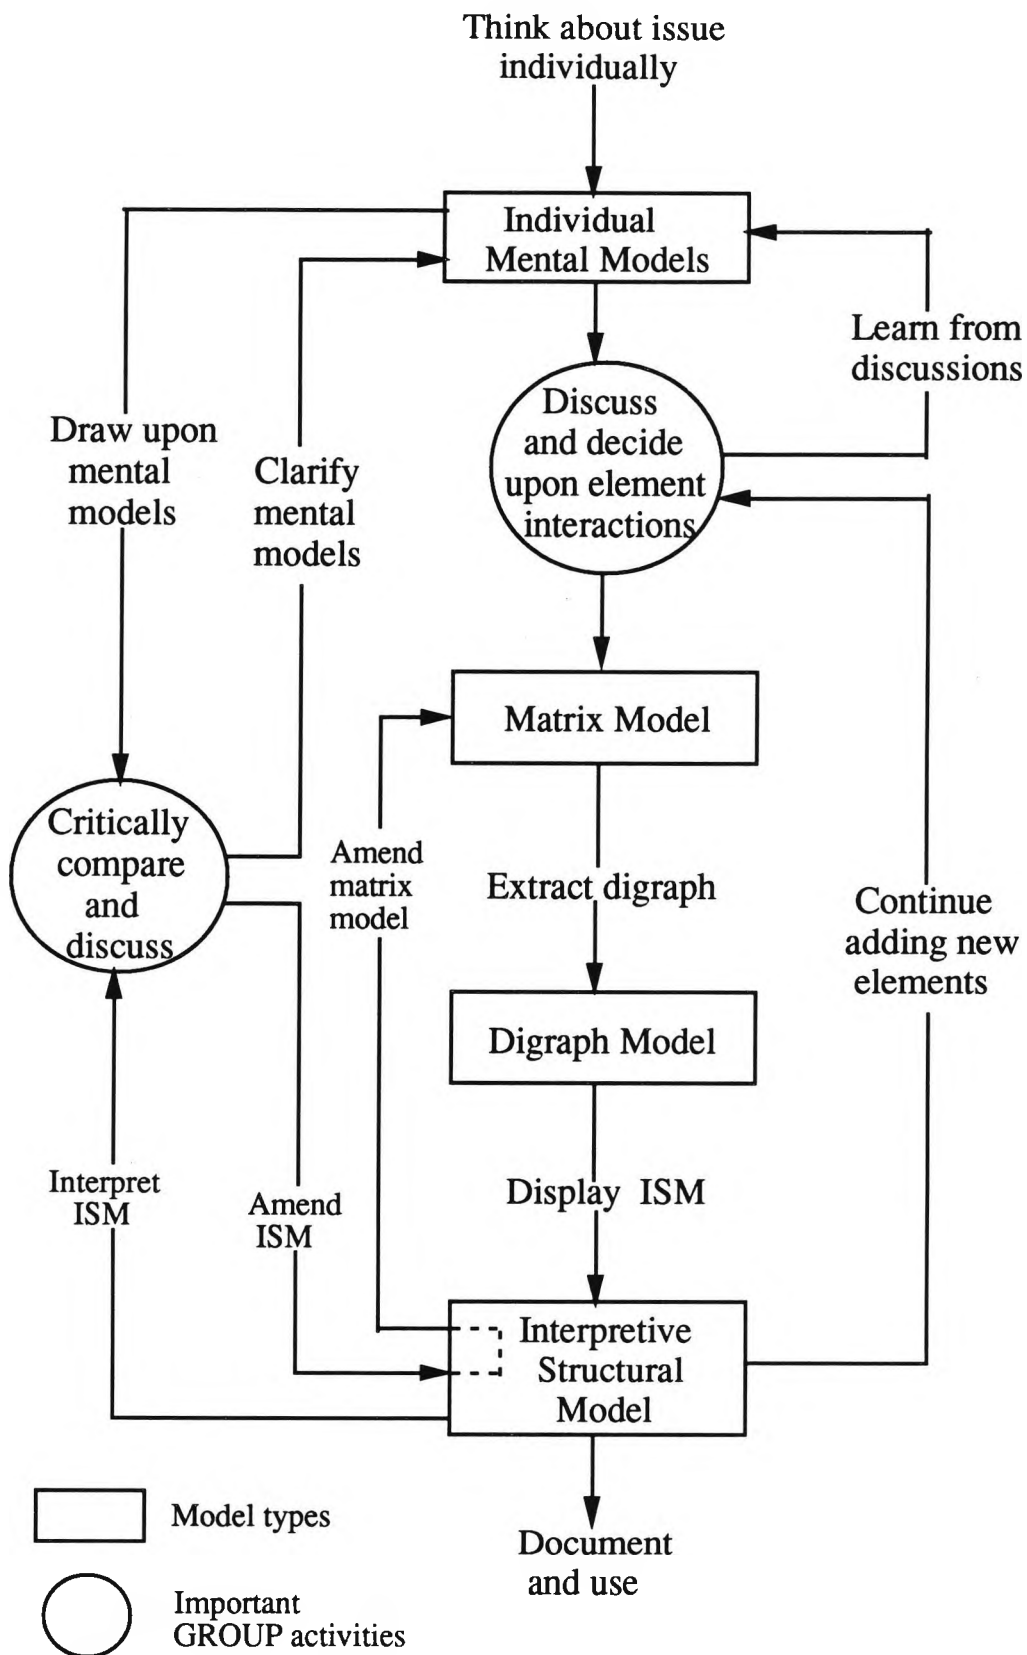 Think about issue
individually
Individual
Mental Models
Learn from
discussions
Discuss
and decide
upon element
interactions
Draw upon
mental
models
Clarify
mental
models
Matrix Model
Critically
compare
and
discuss
Amend
matrix
model
Extract digraph
Continue
adding new
elements
Digraph Model
Interpret
ISM
Amend
ISM
Display ISM
Interpretive
Structural
Model
Model types
Document
and use
Important
GROUP activities